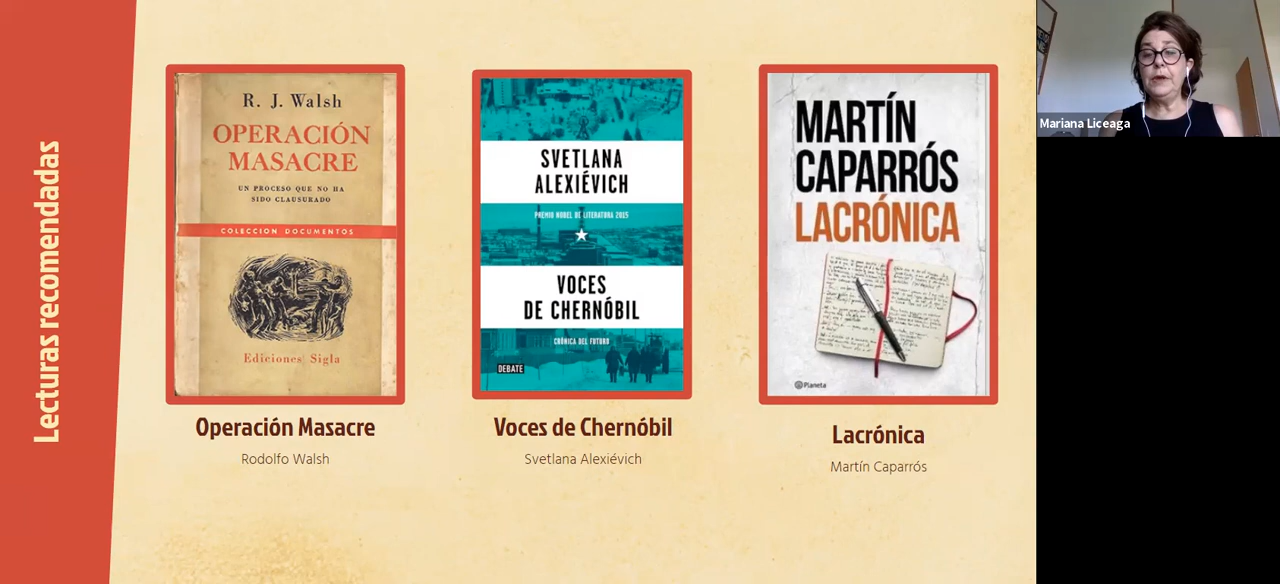 Lecturas recomendadas
R. J. Walsh
OPERACIÓN
MASACRE
UN PROCESO QUE NO HA
SIDO CLAUSURADO
COLECCION DOCUMENTOS
Ediciones Sigla
Operación Masacre
Rodolfo Walsh
SVETLANA
ALEXIÉVICH
PREMIO NOBEL DE LITERATURA 2015
VOCES
DE CHERNÓBIL
CRÓNICA DEL FUTURO
DEBATE
Voces de Chernóbil
Svetlana Alexiévich
MARTÍN
CAPARRÓS
LACRÓNICA
Planeta
Lacrónica
Martín Caparrós
Mariana Liceaga